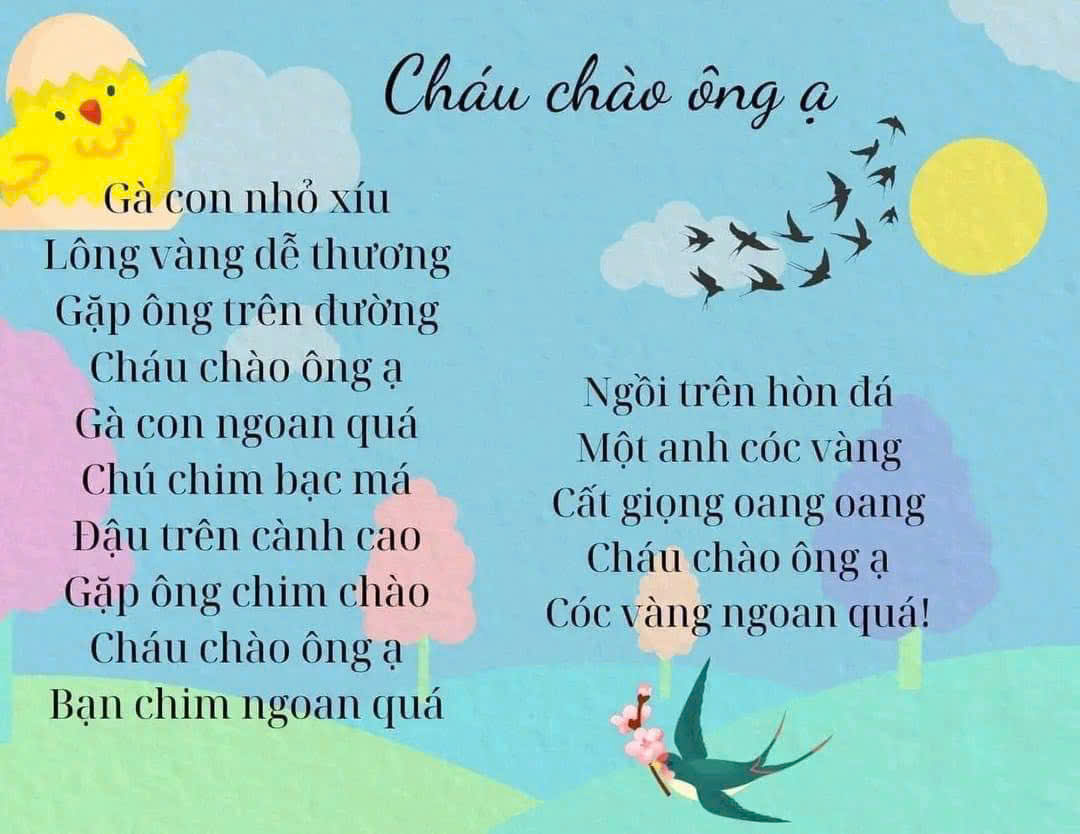 Cháu chào ông ạ
Gà con nhỏ xíu
Lông vàng dễ thương
Gặp ông trên đường
Cháu chào ông ạ
Gà con ngoan quá
Chú chim bạc má
Đậu trên cành cao
Gặp ông chim chào
Cháu chào ông ạ
Bạn chim ngoan quá
Ngồi trên hòn đá
Một anh cóc vàng
Cất giọng oang oang
Cháu chào ông ạ
Cóc vàng ngoan quá!